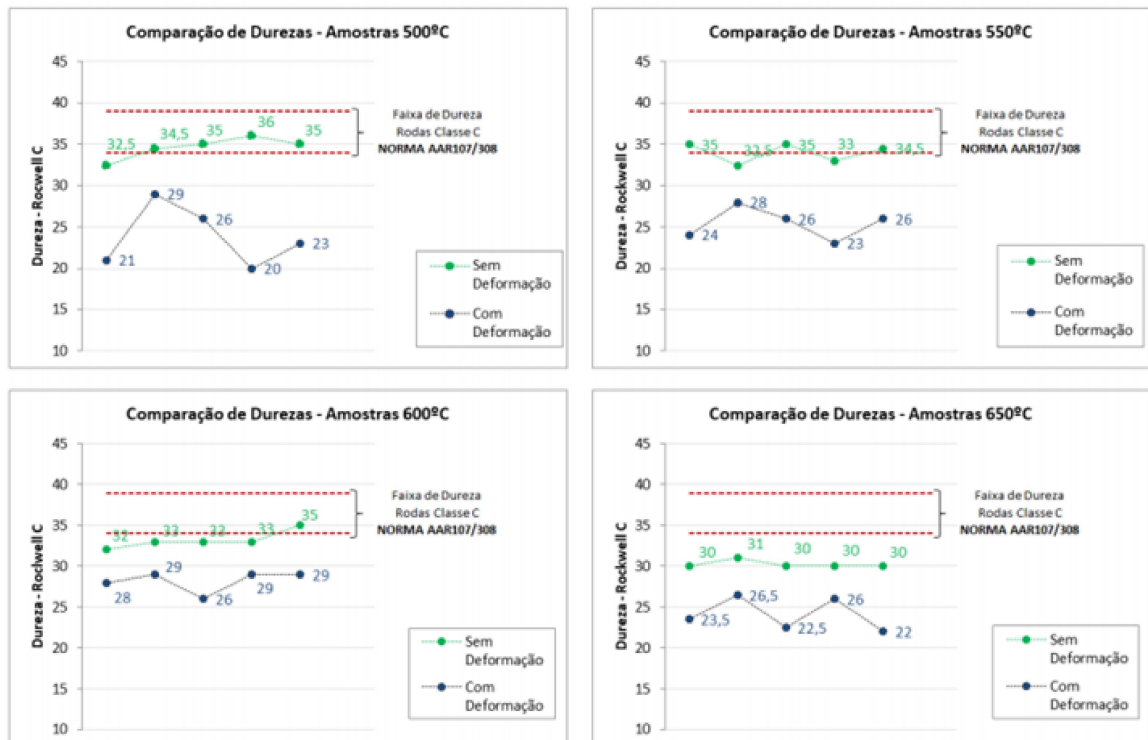 Comparação de Durezas - Amostras 500ºC
Dureza - Rocwell C
45
40
35
30
25
20
15
10
32,5
34,5
35
36
35
21
29
26
20
23
Faixa de Dureza
Rodas Classe C
NORMA AAR107/308
Sem
Deformação
Com
Deformação
Comparação de Durezas - Amostras 550ºC
Dureza - Rockwell C
45
40
35
30
25
20
15
10
35
32,5
35
33
34,5
24
28
26
23
26
Faixa de Dureza
Rodas Classe C
NORMA AAR107/308
Sem
Deformação
Com
Deformação
Comparação de Durezas - Amostras 600ºC
Dureza - Rockwell C
45
40
35
30
25
20
15
10
32
33
33
33
35
28
29
26
29
29
Faixa de Dureza
Rodas Classe C
NORMA AAR107/308
Sem
Deformação
Com
Deformação
Comparação de Durezas - Amostras 650ºC
Dureza - Rockwell C
45
40
35
30
25
20
15
10
30
31
30
30
30
23,5
26,5
22,5
26
22
Faixa de Dureza
Rodas Classe C
NORMA AAR107/308
Sem
Deformação
Com
Deformação